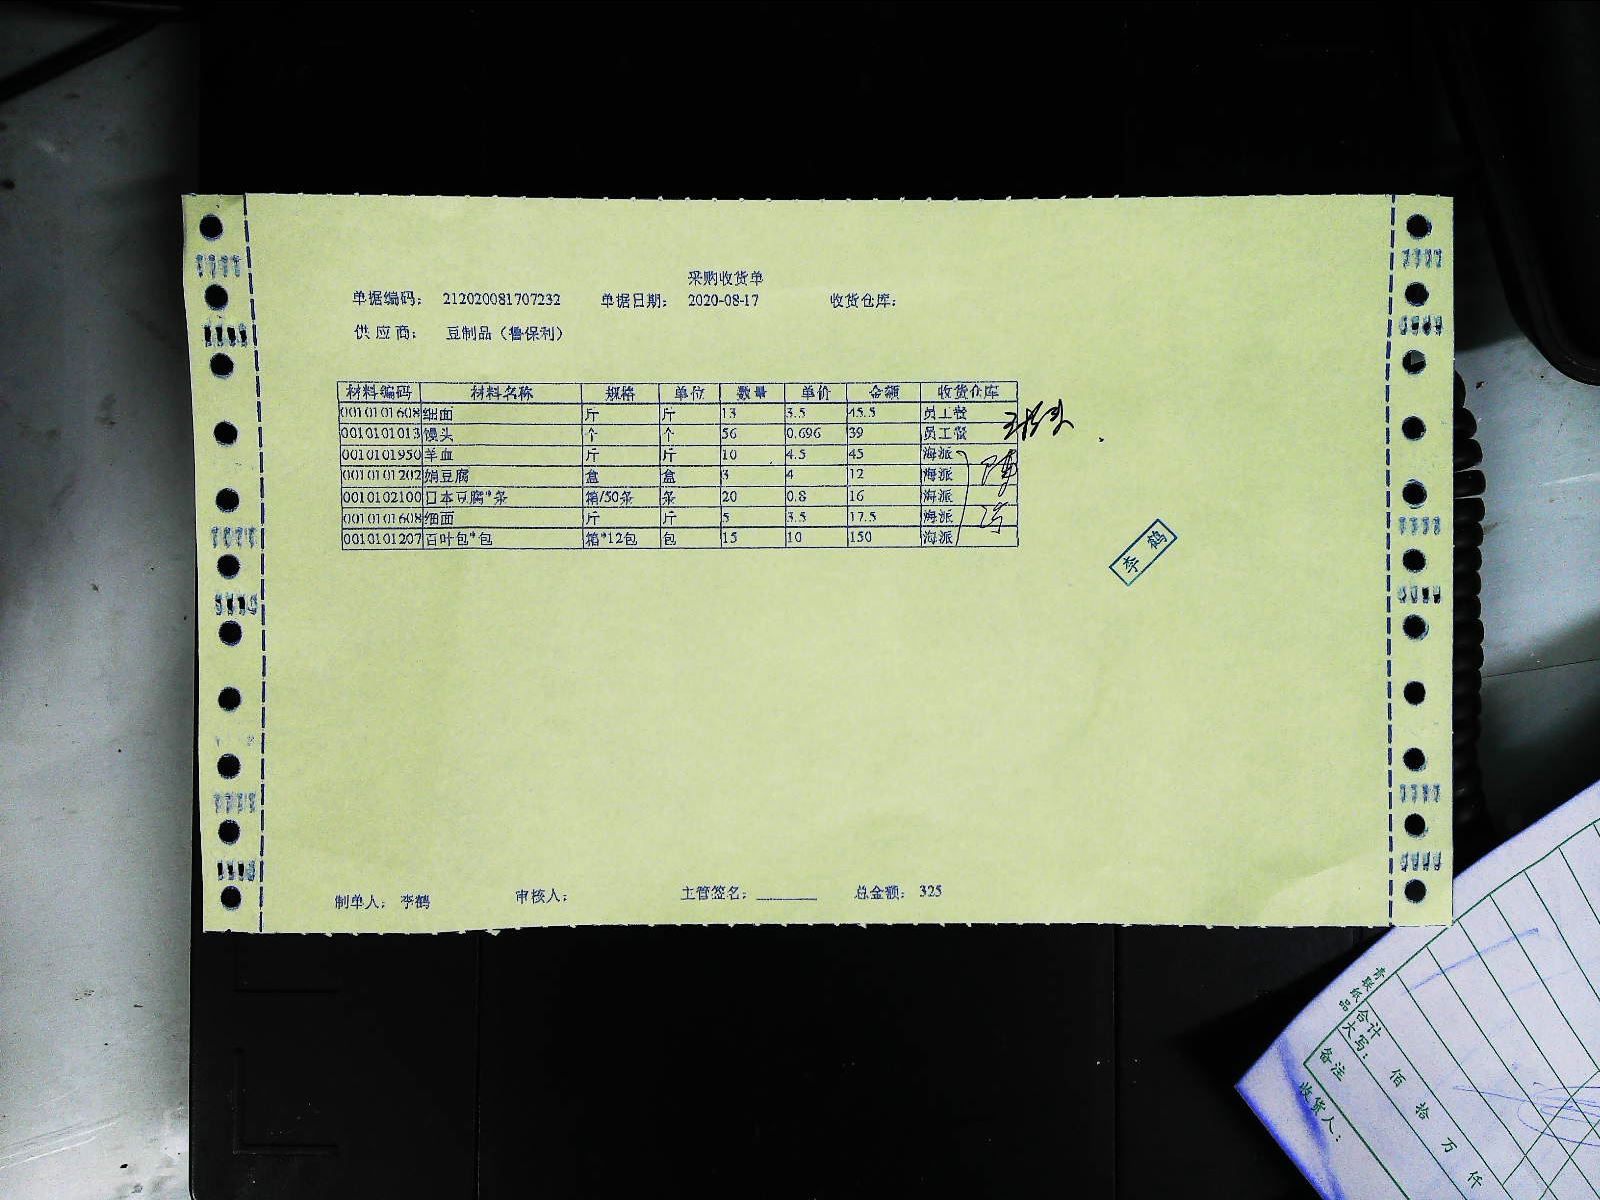 采购收货单
单据编码: 212020081707232 单据日期: 2020-08-17 收货仓库:
供应商: 豆制品（鲁保利）
材料编码 材料名称 规格 单位 数量 单价 金额 收货仓库
0010101608 细面 斤 斤 13 3.5 45.5 员工餐
0010101013 馒头 个 个 56 0.696 39 员工餐
0010101950 羊血 斤 斤 10 4.5 45 海派
0010101202 娟豆腐 盒 盒 3 4 12 海派
0010102100 日本豆腐*条 箱/50条 条 20 0.8 16 海派
0010101608 细面 斤 斤 5 3.5 17.5 海派
0010101207 百叶包*包 箱*12包 包 15 10 150 海派
李鹤
制单人: 李鹤 审核人: 主管签名: 总金额: 325
青联纸品
合计
大写: 佰 拾 万 仟
备注
收货人: